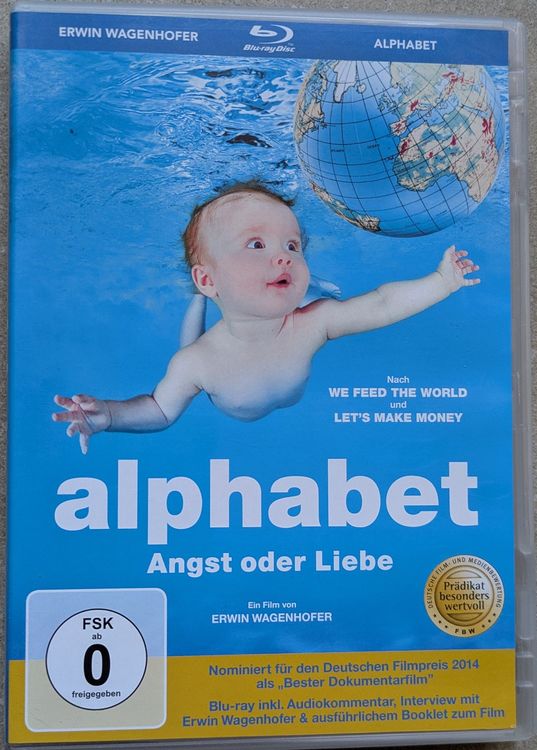 ERWIN WAGENHOFER
Blu-ray Disc
ALPHABET
Nach
WE FEED THE WORLD
und
LET'S MAKE MONEY
alphabet
Angst oder Liebe
Ein Film von
ERWIN WAGENHOFER
DEUTSCHE FILM- UND MEDIENBEWERTUNG
Prädikat
besonders
wertvoll
FBW
FSK
ab
0
freigegeben
Nominiert für den Deutschen Filmpreis 2014
als „Bester Dokumentarfilm”
Blu-ray inkl. Audiokommentar, Interview mit
Erwin Wagenhofer & ausführlichem Booklet zum Film